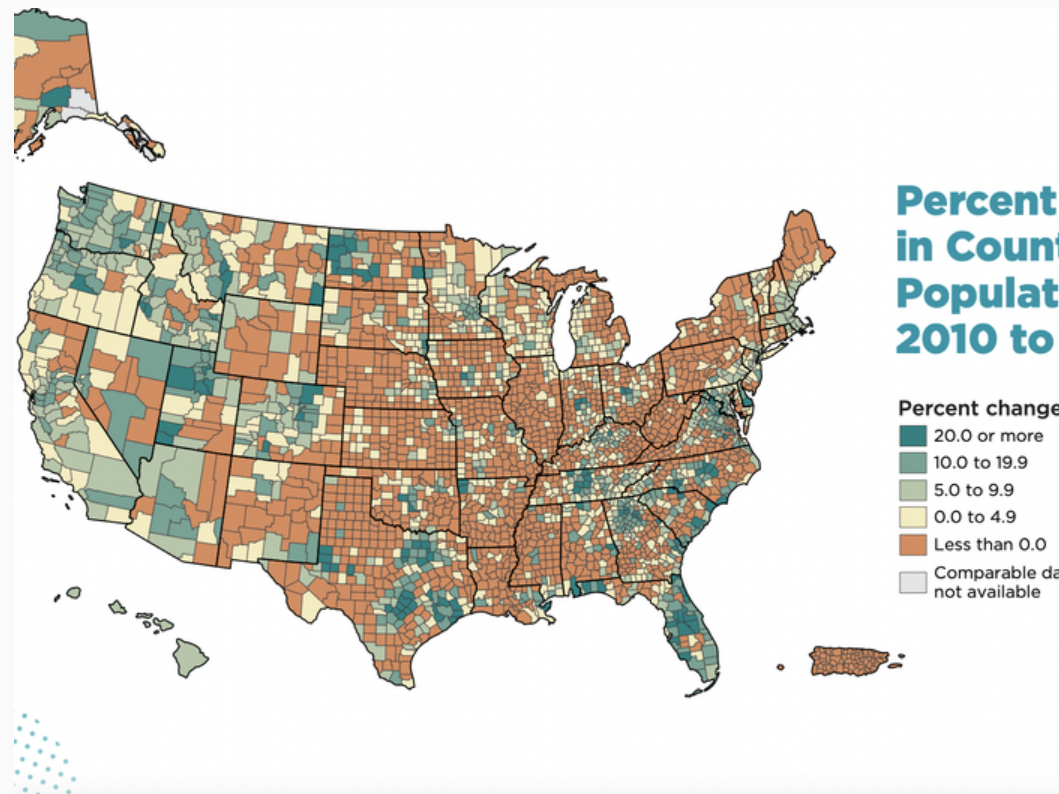 Percent
in Coun
Populat
2010 to
Percent change
20.0 or more
10.0 to 19.9
5.0 to 9.9
0.0 to 4.9
Less than 0.0
Comparable da
not available